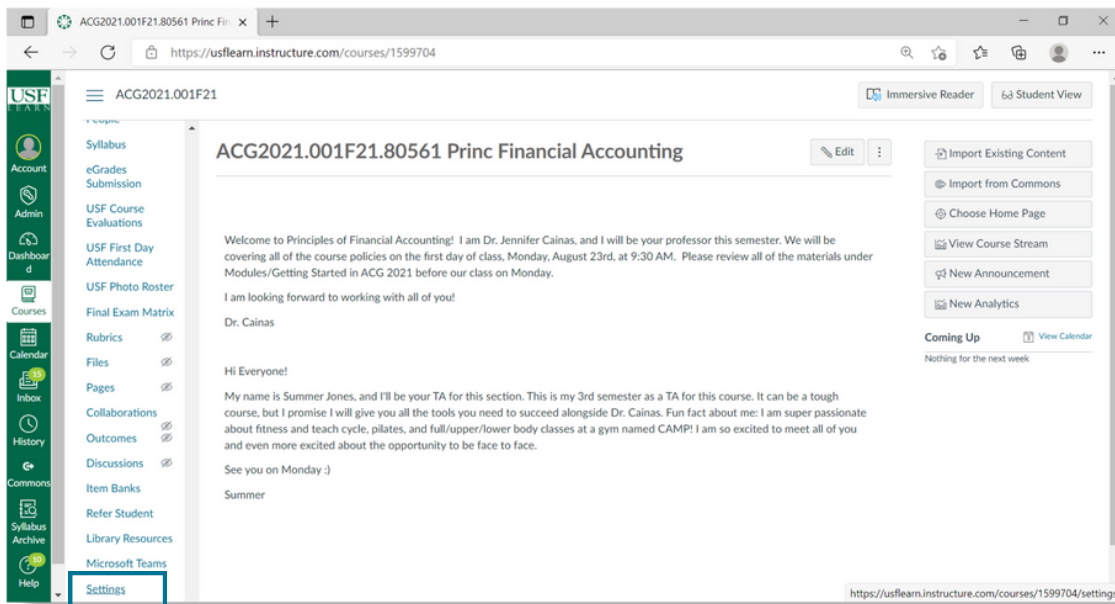 ACG2021.001F21.80561 Princ Fin
https://usflearn.instructure.com/courses/1599704
USF
LEARN
Account
Admin
Dashboar
d
Courses
Calendar
15
Inbox
History
Commons
Syllabus
Archive
10
Help
ACG2021.001F21
Immersive Reader
Student View
People
Syllabus
eGrades
Submission
USF Course
Evaluations
USF First Day
Attendance
USF Photo Roster
Final Exam Matrix
Rubrics
Files
Pages
Collaborations
Outcomes
Discussions
Item Banks
Refer Student
Library Resources
Microsoft Teams
Settings
ACG2021.001F21.80561 Princ Financial Accounting
Edit
Welcome to Principles of Financial Accounting! I am Dr. Jennifer Cainas, and I will be your professor this semester. We will be
covering all of the course policies on the first day of class, Monday, August 23rd, at 9:30 AM. Please review all of the materials under
Modules/Getting Started in ACG 2021 before our class on Monday.
I am looking forward to working with all of you!
Dr. Cainas
Hi Everyone!
My name is Summer Jones, and I'll be your TA for this section. This is my 3rd semester as a TA for this course. It can be a tough
course, but I promise I will give you all the tools you need to succeed alongside Dr. Cainas. Fun fact about me: I am super passionate
about fitness and teach cycle, pilates, and full/upper/lower body classes at a gym named CAMP! I am so excited to meet all of you
and even more excited about the opportunity to be face to face.
See you on Monday :)
Summer
Import Existing Content
Import from Commons
Choose Home Page
View Course Stream
New Announcement
New Analytics
Coming Up
View Calendar
Nothing for the next week
https://usflearn.instructure.com/courses/1599704/settings